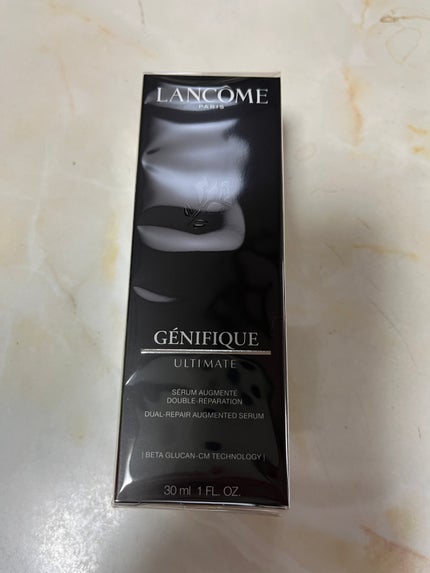 LANCÔME
PARIS
GÉNIFIQUE
ULTIMATE
SÉRUM AUGMENTÉ
DOUBLE-RÉPARATION
DUAL-REPAIR AUGMENTED SERUM
| BETA GLUCAN-CM TECHNOLOGY |
30 ml 1 FL. OZ.